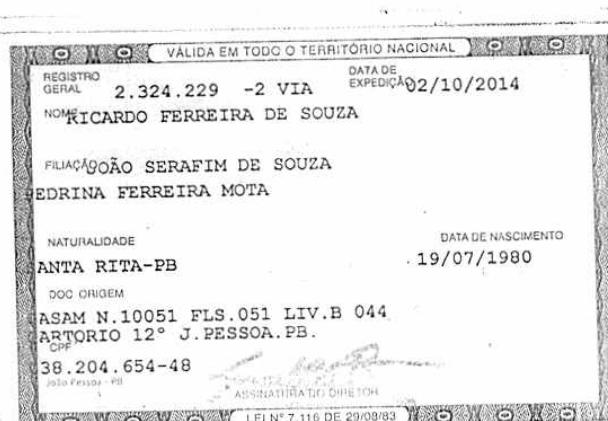 VÁLIDA EM TODO O TERRITÓRIO NACIONAL
REGISTRO GERAL 2.324.229 -2 VIA DATA DE EXPEDIÇÃO 02/10/2014
NOME RICARDO FERREIRA DE SOUZA
FILIAÇÃO JOÃO SERAFIM DE SOUZA
EDRINA FERREIRA MOTA
NATURALIDADE DATA DE NASCIMENTO
ANTA RITA-PB 19/07/1980
DOC ORIGEM
ASAM N.10051 FLS.051 LIV.B 044
ARTORIO 12º J.PESSOA.PB.
CPF
38.204.654-48
João Pessoa - PB
ASSINATURA DO DIRETOR
LEI Nº 7.116 DE 29/08/83